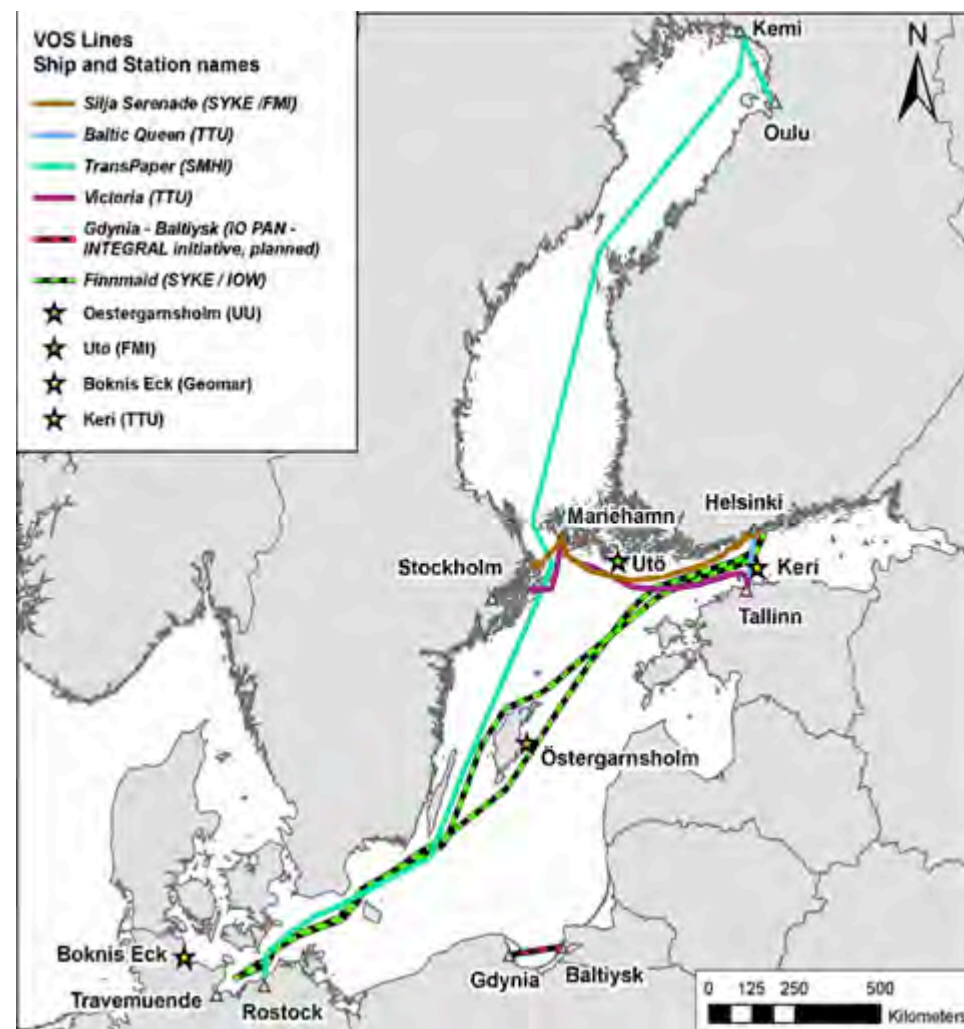 VOS Lines
Ship and Station names
Silja Serenade (SYKE /FMI)
Baltic Queen (TTU)
TransPaper (SMHI)
Victoria (TTU)
Gdynia - Baltiysk (IO PAN -
INTEGRAL initiative, planned)
Finnmaid (SYKE / IOW)
Oestergarnsholm (UU)
Utö (FMI)
Boknis Eck (Geomar)
Keri (TTU)
Kemi
N
Oulu
Mariehamn
Helsinki
Stockholm
Utö
Keri
Tallinn
Östergarnsholm
Boknis Eck
Travemuende
Rostock
Gdynia
Baltiysk
0 125 250 500
Kilometers